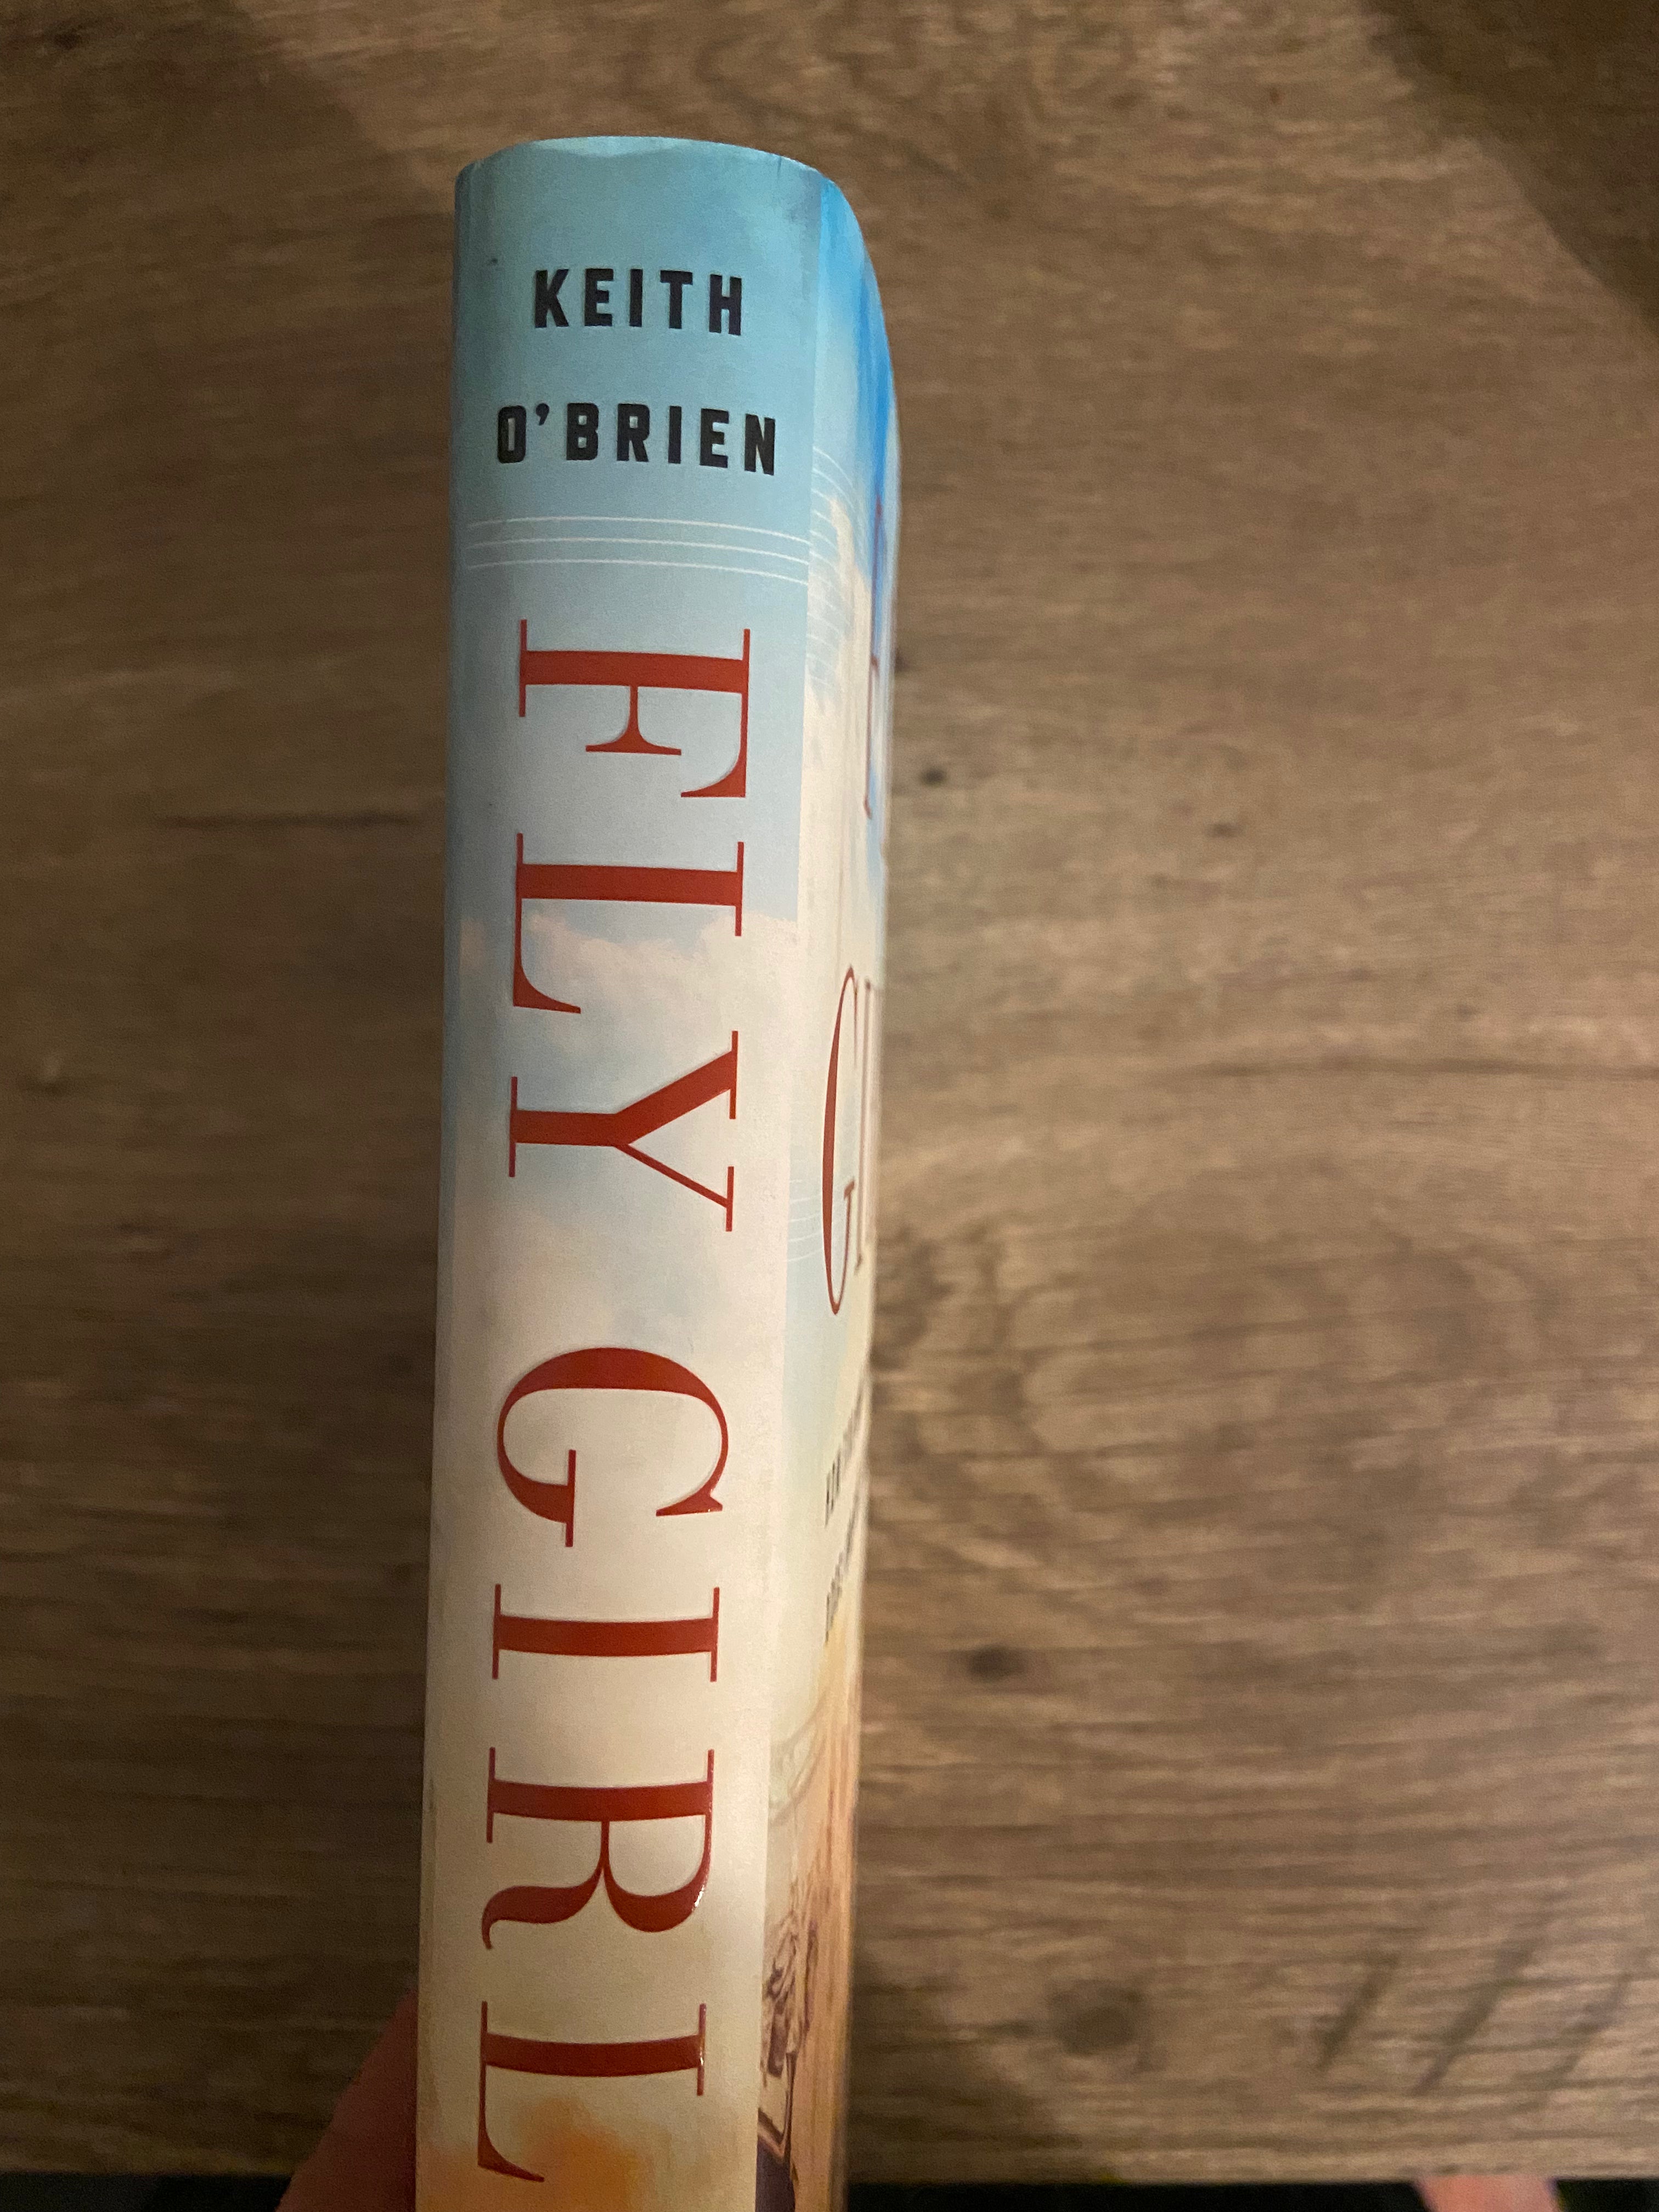 KEITH
O'BRIEN
FLY GIRL